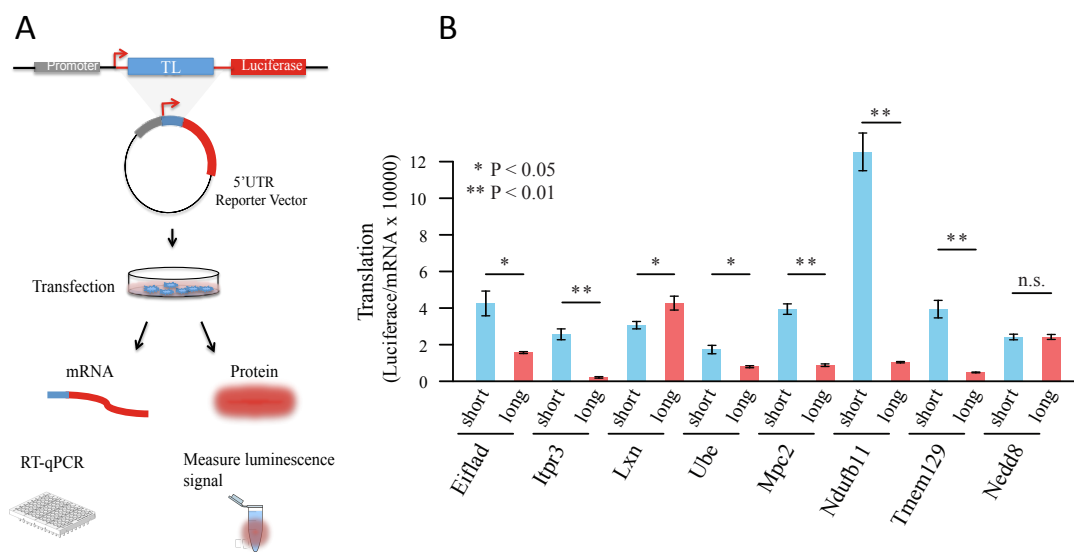 A
Promoter
TL
Luciferase
5'UTR
Reporter Vector
Transfection
mRNA
Protein
RT-qPCR
Measure luminescence
signal
B
Translation
(Luciferace/mRNA x 10000)
12
10
8
6
4
2
0
* P < 0.05
** P < 0.01
*
**
*
*
**
**
**
n.s.
short
long
short
long
short
long
short
long
short
long
short
long
short
long
short
long
Eiflad
Itpr3
Lxn
Ube
Mpc2
Ndufb11
Tmem129
Nedd8